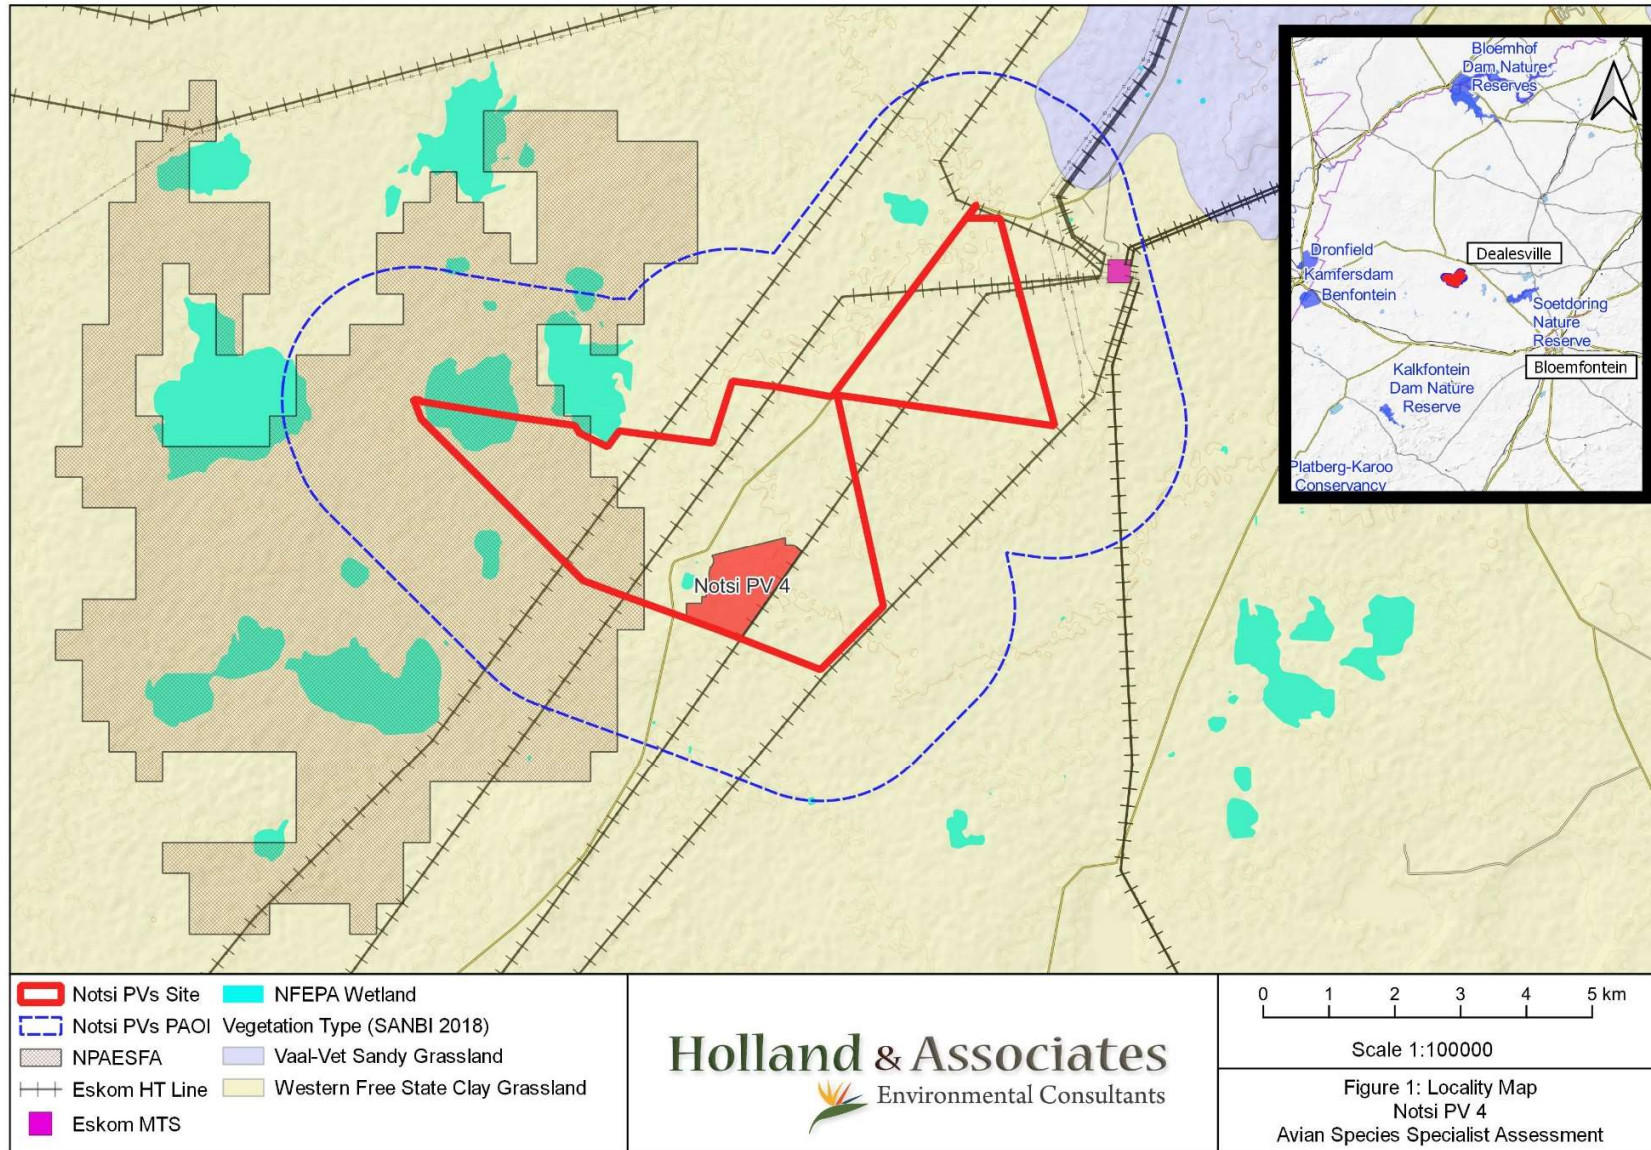 Bloemhof
Dam Nature
Reserves
Dronfield
Kamfersdam
Benfontein
Dealesville
Soetdoring
Nature
Reserve
Bloemfontein
Kalkfontein
Dam Nature
Reserve
Platberg-Karoo
Conservancy
Notsi PV 4
Notsi PVs Site
Notsi PVs PAOI
NPAESFA
Eskom HT Line
Eskom MTS
NFEPA Wetland
Vegetation Type (SANBI 2018)
Vaal-Vet Sandy Grassland
Western Free State Clay Grassland
Holland & Associates
Environmental Consultants
0 1 2 3 4 5 km
Scale 1:100000
Figure 1: Locality Map
Notsi PV 4
Avian Species Specialist Assessment